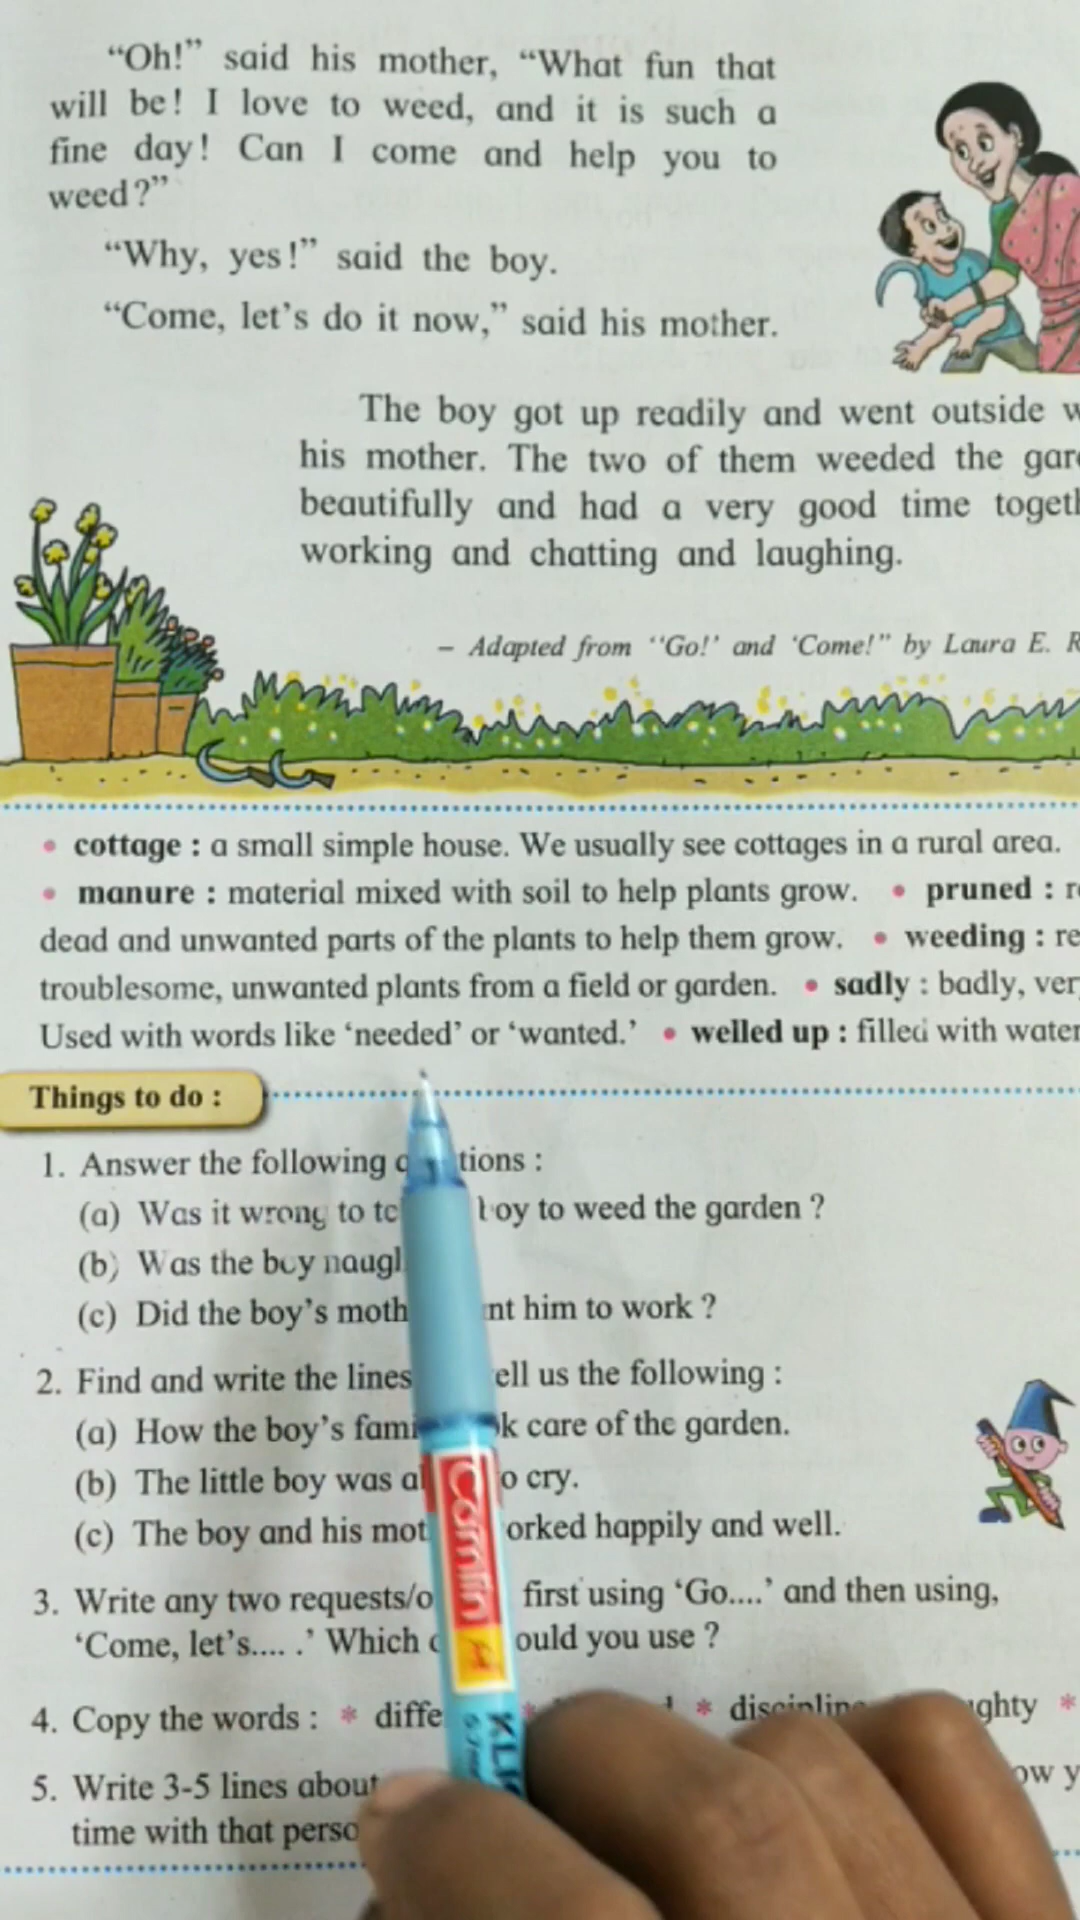 “Oh!” said his mother, “What fun that
will be! I love to weed, and it is such a
fine day! Can I come and help you to
weed?”
“Why, yes!” said the boy.
“Come, let’s do it now,” said his mother.
The boy got up readily and went outside
his mother. The two of them weeded the
beautifully and had a very good time
working and chatting and laughing.
– Adapted from “Go!’ and ‘Come!” by Laura E. R
• cottage : a small simple house. We usually see cottages in a rural area.
• manure : material mixed with soil to help plants grow. • pruned :
dead and unwanted parts of the plants to help them grow. • weeding :
troublesome, unwanted plants from a field or garden. • sadly : badly,
Used with words like ‘needed’ or ‘wanted.’ • welled up : filled with water
Things to do :
1. Answer the following
(a) Was it wrong to boy to weed the garden ?
(b) Was the boy
(c) Did the boy’s him to work ?
2. Find and write the lines us the following :
(a) How the boy’s care of the garden.
(b) The little boy was cry.
(c) The boy and his happily and well.
3. Write any two first using ‘Go....’ and then using,
‘Come, let’s.... .’ Which you use ?
4. Copy the words : * * discipline *
5. Write 3-5 lines about
time with that
Camlin